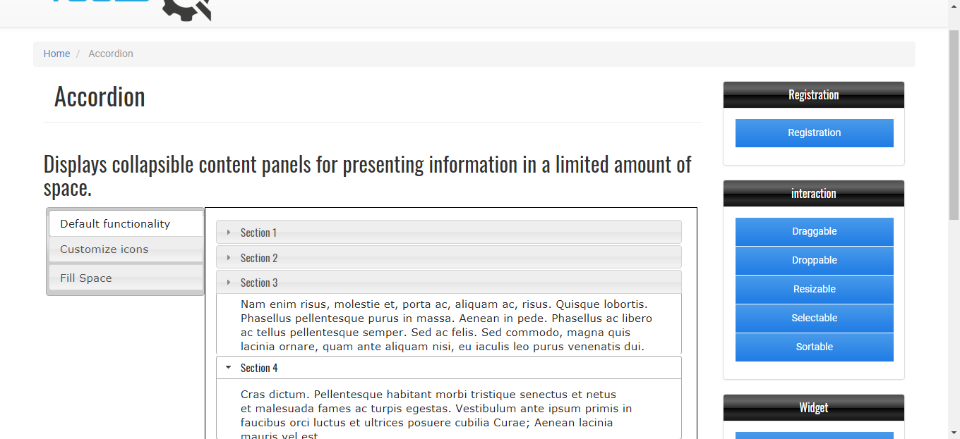 Home / Accordion
Accordion
Displays collapsible content panels for presenting information in a limited amount of
space.
Default functionality
Customize icons
Fill Space
Section 1
Section 2
Section 3
Nam enim risus, molestie et, porta ac, aliquam ac, risus. Quisque lobortis.
Phasellus pellentesque purus in massa. Aenean in pede. Phasellus ac libero
ac tellus pellentesque semper. Sed ac felis. Sed commodo, magna quis
lacinia ornare, quam ante aliquam nisi, eu iaculis leo purus venenatis dui.
Section 4
Cras dictum. Pellentesque habitant morbi tristique senectus et netus
et malesuada fames ac turpis egestas. Vestibulum ante ipsum primis in
faucibus orci luctus et ultrices posuere cubilia Curae; Aenean lacinia
mauris vel est
Registration
Registration
interaction
Draggable
Droppable
Resizable
Selectable
Sortable
Widget